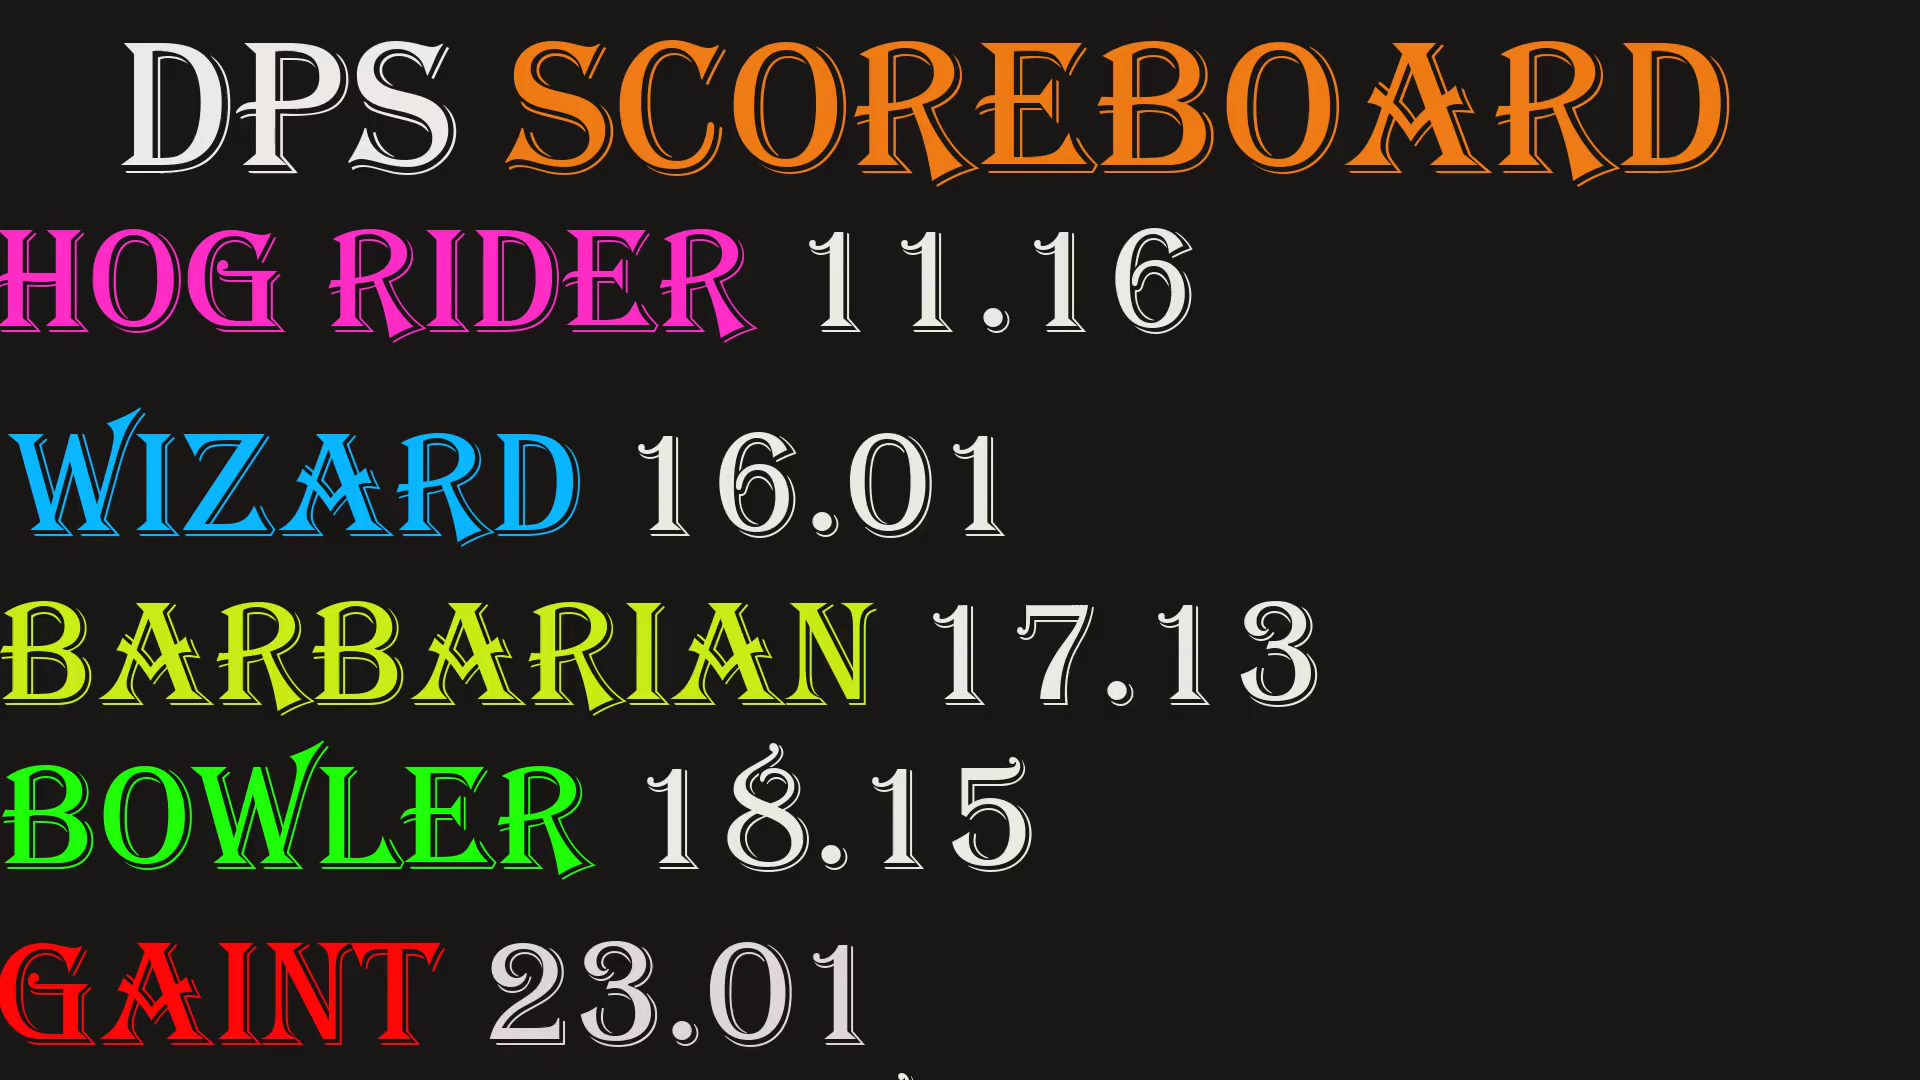 DPS SCOREBOARD
HOG RIDER 11.16
WIZARD 16.01
BARBARIAN 17.13
BOWLER 18.15
GAINT 23.01